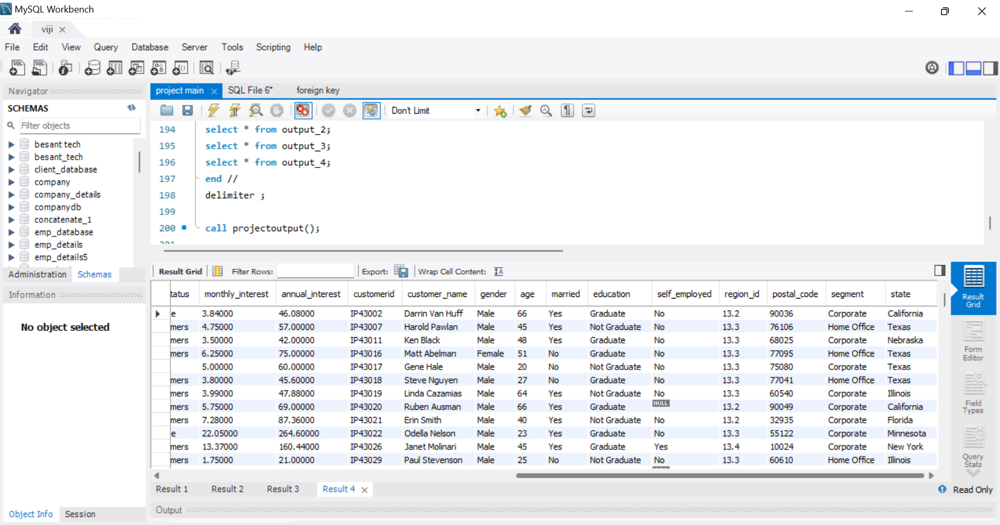 MySQL Workbench
viji
File Edit View Query Database Server Tools Scripting Help
Navigator
SCHEMAS
Filter objects
besant tech
besant_tech
client_database
company
company_details
companydb
concatenate_1
emp_database
emp_details
emp_details5
Administration Schemas
Information
No object selected
Object Info Session
project main SQL File 6* foreign key
Don't Limit
194 select * from output_2;
195 select * from output_3;
196 select * from output_4;
197 end //
198 delimiter ;
199
200 call projectoutput();
201
Result Grid Filter Rows: Export: Wrap Cell Content:
tatus monthly_interest annual_interest customerid customer_name gender age married education self_employed region_id postal_code segment state
e 3.84000 46.08000 IP43002 Darrin Van Huff Male 66 Yes Graduate No 13.2 90036 Corporate California
mers 4.75000 57.00000 IP43007 Harold Pawlan Male 45 Yes Not Graduate No 13.3 76106 Home Office Texas
mers 3.50000 42.00000 IP43011 Ken Black Male 48 Yes Graduate No 13.3 68025 Corporate Nebraska
mers 6.25000 75.00000 IP43016 Matt Abelman Female 51 No Graduate No 13.3 77095 Home Office Texas
5.00000 60.00000 IP43017 Gene Hale Male 20 No Not Graduate No 13.3 75080 Corporate Texas
mers 3.80000 45.60000 IP43018 Steve Nguyen Male 27 No Graduate No 13.3 77041 Home Office Texas
mers 3.99000 47.88000 IP43019 Linda Cazamias Male 64 Yes Not Graduate No 13.3 60540 Corporate Illinois
mers 5.75000 69.00000 IP43020 Ruben Ausman Male 66 Yes Graduate NULL 13.2 90049 Corporate California
mers 7.28000 87.36000 IP43021 Erin Smith Male 40 Yes Not Graduate No 13.2 32935 Corporate Florida
e 22.05000 264.60000 IP43022 Odella Nelson Male 23 Yes Graduate No 13.3 55122 Corporate Minnesota
mers 13.37000 160.44000 IP43026 Janet Molinari Male 45 Yes Graduate Yes 13.4 10024 Corporate New York
mers 1.75000 21.00000 IP43029 Paul Stevenson Male 25 No Not Graduate No 13.3 60610 Home Office Illinois
Result
Grid
Form
Editor
Field
Types
Query
Stats
Result 1 Result 2 Result 3 Result 4
Read Only
Output